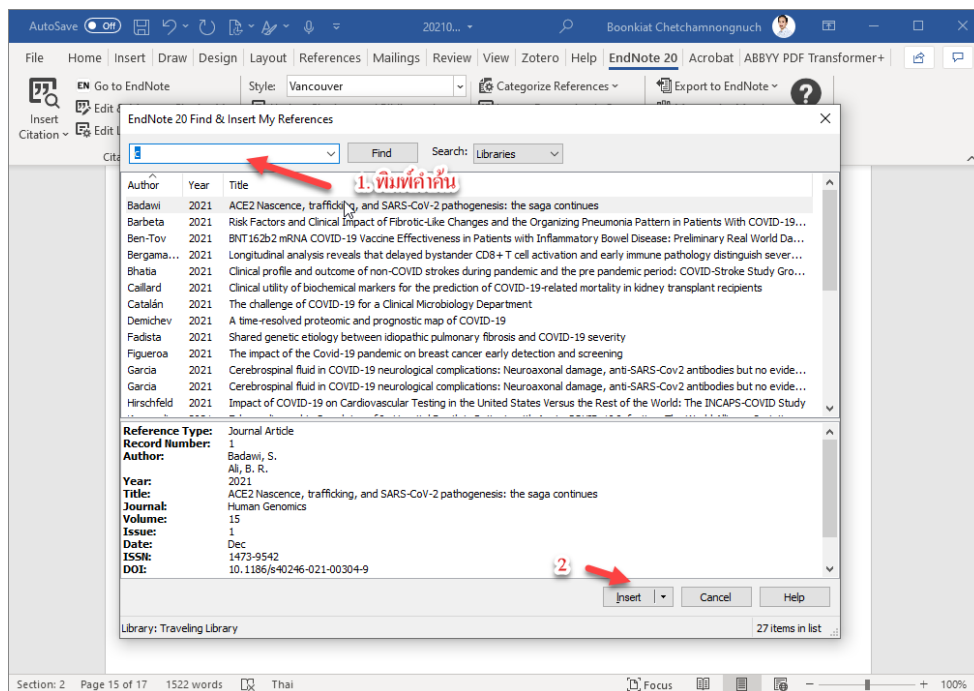 AutoSave Off 20210... Boonkiat Chetchamnongnuch
File Home Insert Draw Design Layout References Mailings Review View Zotero Help EndNote 20 Acrobat ABBYY PDF Transformer+
EN Go to EndNote Style: Vancouver Categorize References Export to EndNote
Insert Citation
Edit
Edit
EndNote 20 Find & Insert My References
c Find Search: Libraries
1. พิมพ์คำค้น
Author Year Title
Badawi 2021 ACE2 Nascence, trafficking, and SARS-CoV-2 pathogenesis: the saga continues
Barbeta 2021 Risk Factors and Clinical Impact of Fibrotic-Like Changes and the Organizing Pneumonia Pattern in Patients With COVID-19...
Ben-Tov 2021 BNT162b2 mRNA COVID-19 Vaccine Effectiveness in Patients with Inflammatory Bowel Disease: Preliminary Real World Da...
Bergama... 2021 Longitudinal analysis reveals that delayed bystander CD8+ T cell activation and early immune pathology distinguish sever...
Bhatia 2021 Clinical profile and outcome of non-COVID strokes during pandemic and the pre pandemic period: COVID-Stroke Study Gro...
Caillard 2021 Clinical utility of biochemical markers for the prediction of COVID-19-related mortality in kidney transplant recipients
Catalán 2021 The challenge of COVID-19 for a Clinical Microbiology Department
Demichev 2021 A time-resolved proteomic and prognostic map of COVID-19
Fadista 2021 Shared genetic etiology between idiopathic pulmonary fibrosis and COVID-19 severity
Figueroa 2021 The impact of the Covid-19 pandemic on breast cancer early detection and screening
Garcia 2021 Cerebrospinal fluid in COVID-19 neurological complications: Neuroaxonal damage, anti-SARS-Cov2 antibodies but no evide...
Garcia 2021 Cerebrospinal fluid in COVID-19 neurological complications: Neuroaxonal damage, anti-SARS-Cov2 antibodies but no evide...
Hirschfeld 2021 Impact of COVID-19 on Cardiovascular Testing in the United States Versus the Rest of the World: The INCAPS-COVID Study
Reference Type: Journal Article
Record Number: 1
Author: Badawi, S.
Ali, B. R.
Year: 2021
Title: ACE2 Nascence, trafficking, and SARS-CoV-2 pathogenesis: the saga continues
Journal: Human Genomics
Volume: 15
Issue: 1
Date: Dec
ISSN: 1473-9542
DOI: 10.1186/s40246-021-00304-9
2
Insert Cancel Help
Library: Traveling Library 27 items in list
Section: 2 Page 15 of 17 1522 words Thai Focus 100%